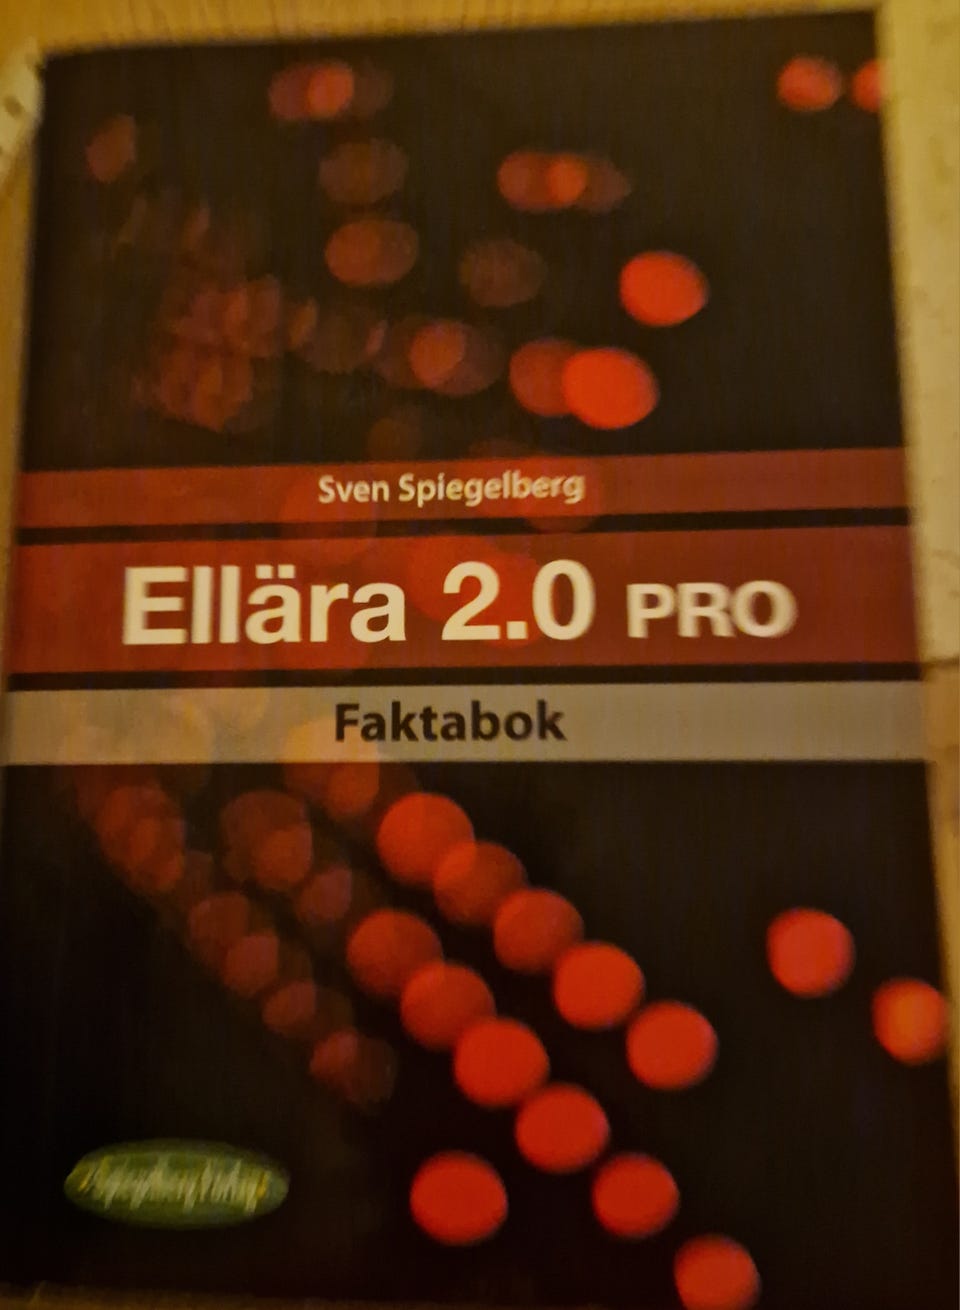 Sven Spiegelberg
Ellära 2.0 PRO
Faktabok